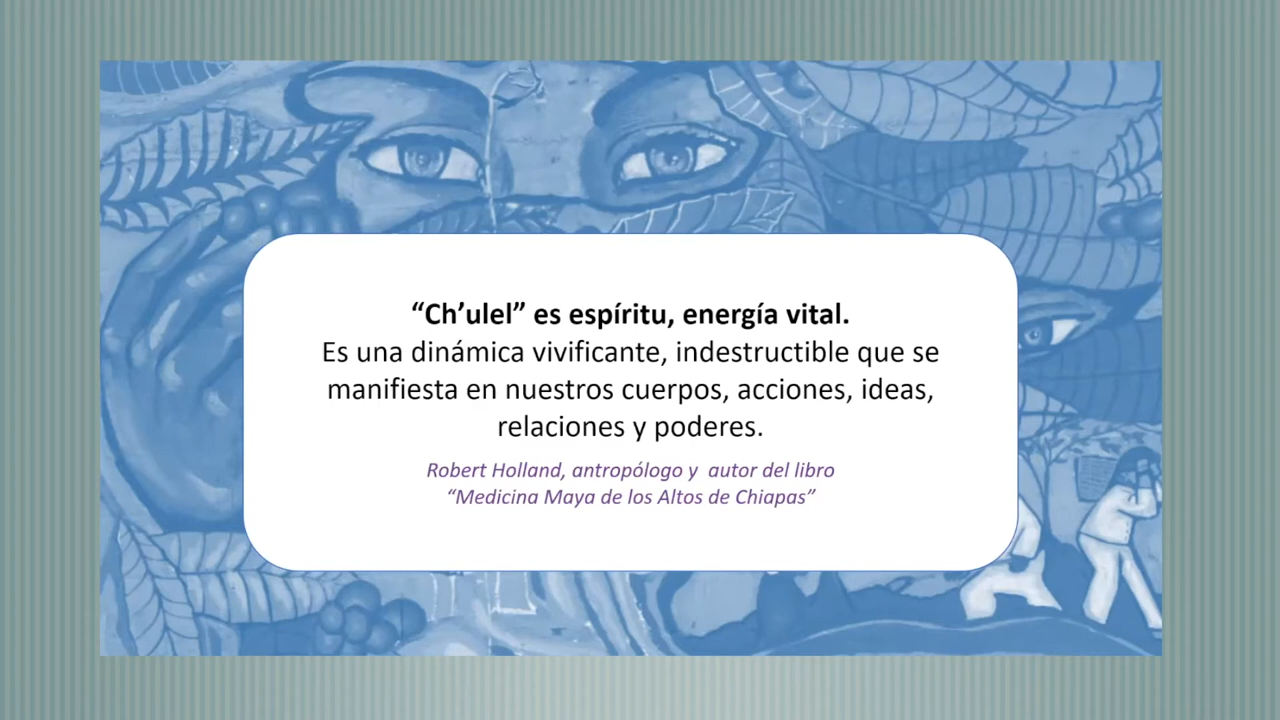 “Ch’ulel” es espíritu, energía vital.
Es una dinámica vivificante, indestructible que se
manifiesta en nuestros cuerpos, acciones, ideas,
relaciones y poderes.
Robert Holland, antropólogo y  autor del libro
“Medicina Maya de los Altos de Chiapas”